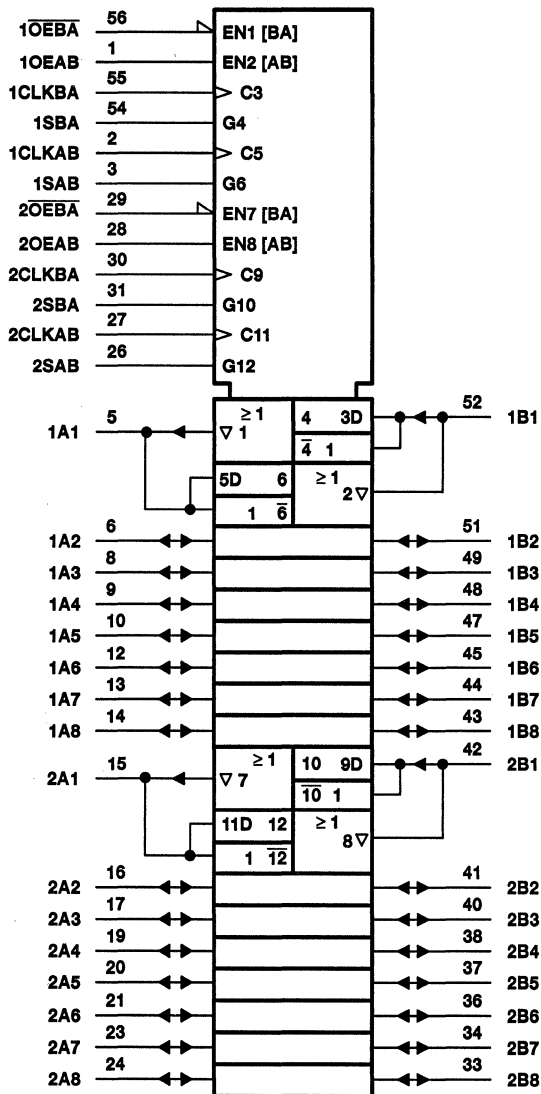 1O̅E̅B̅A̅ 56 EN1 [BA]
1OEAB 1 EN2 [AB]
1CLKBA 55 C3
1SBA 54 G4
1CLKAB 2 C5
1SAB 3 G6
2O̅E̅B̅A̅ 29 EN7 [BA]
2OEAB 28 EN8 [AB]
2CLKBA 30 C9
2SBA 31 G10
2CLKAB 27 C11
2SAB 26 G12
1A1 5 ≥ 1 ▽ 1 4 3D 52 1B1
4̅ 1
5D 6 ≥ 1 2 ▽
1 6̅
1A2 6 51 1B2
1A3 8 49 1B3
1A4 9 48 1B4
1A5 10 47 1B5
1A6 12 45 1B6
1A7 13 44 1B7
1A8 14 43 1B8
2A1 15 ≥ 1 ▽ 7 10 9D 42 2B1
1̅0̅ 1
11D 12 ≥ 1 8 ▽
1 1̅2̅
2A2 16 41 2B2
2A3 17 40 2B3
2A4 19 38 2B4
2A5 20 37 2B5
2A6 21 36 2B6
2A7 23 34 2B7
2A8 24 33 2B8